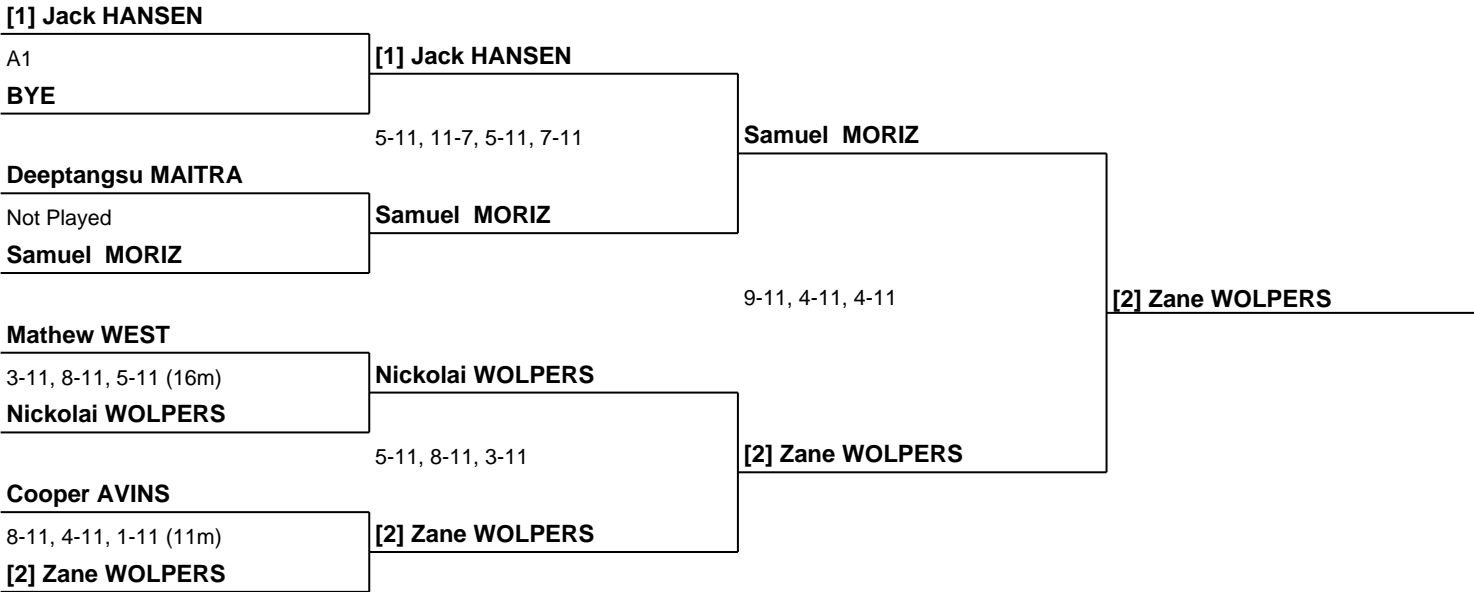 [1] Jack HANSEN
A1
BYE
[1] Jack HANSEN
5-11, 11-7, 5-11, 7-11
Deeptangsu MAITRA
Not Played
Samuel  MORIZ
Samuel  MORIZ
Samuel  MORIZ
9-11, 4-11, 4-11
[2] Zane WOLPERS
Mathew WEST
3-11, 8-11, 5-11 (16m)
Nickolai WOLPERS
Nickolai WOLPERS
5-11, 8-11, 3-11
[2] Zane WOLPERS
Cooper AVINS
8-11, 4-11, 1-11 (11m)
[2] Zane WOLPERS
[2] Zane WOLPERS